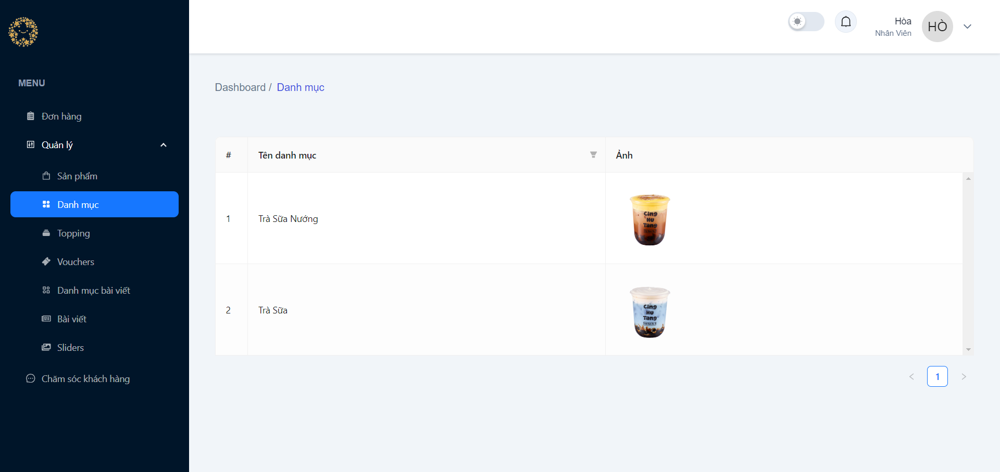 Hòa
Nhân Viên
HÒ
MENU
Đơn hàng
Quản lý
Sản phẩm
Danh mục
Topping
Vouchers
Danh mục bài viết
Bài viết
Sliders
Chăm sóc khách hàng
Dashboard / Danh mục
# Tên danh mục Ảnh
1 Trà Sữa Nướng
Cing
Hu
Tang
2 Trà Sữa
Cing
Hu
Tang
1